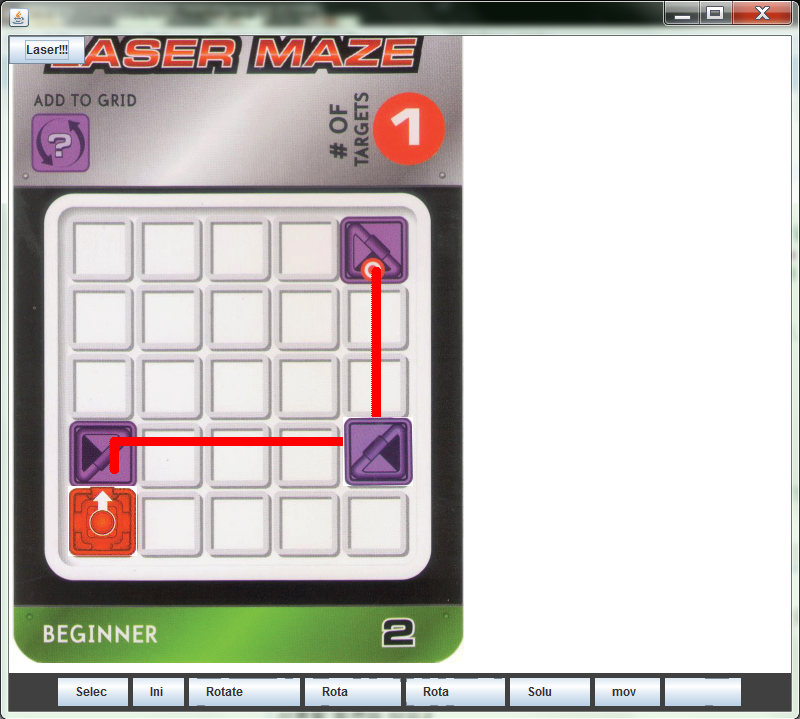 Laser!!!
LASER MAZE
ADD TO GRID
?
# OF
TARGETS
1
BEGINNER
2
Selec
Ini
Rotate
Rota
Rota
Solu
mov